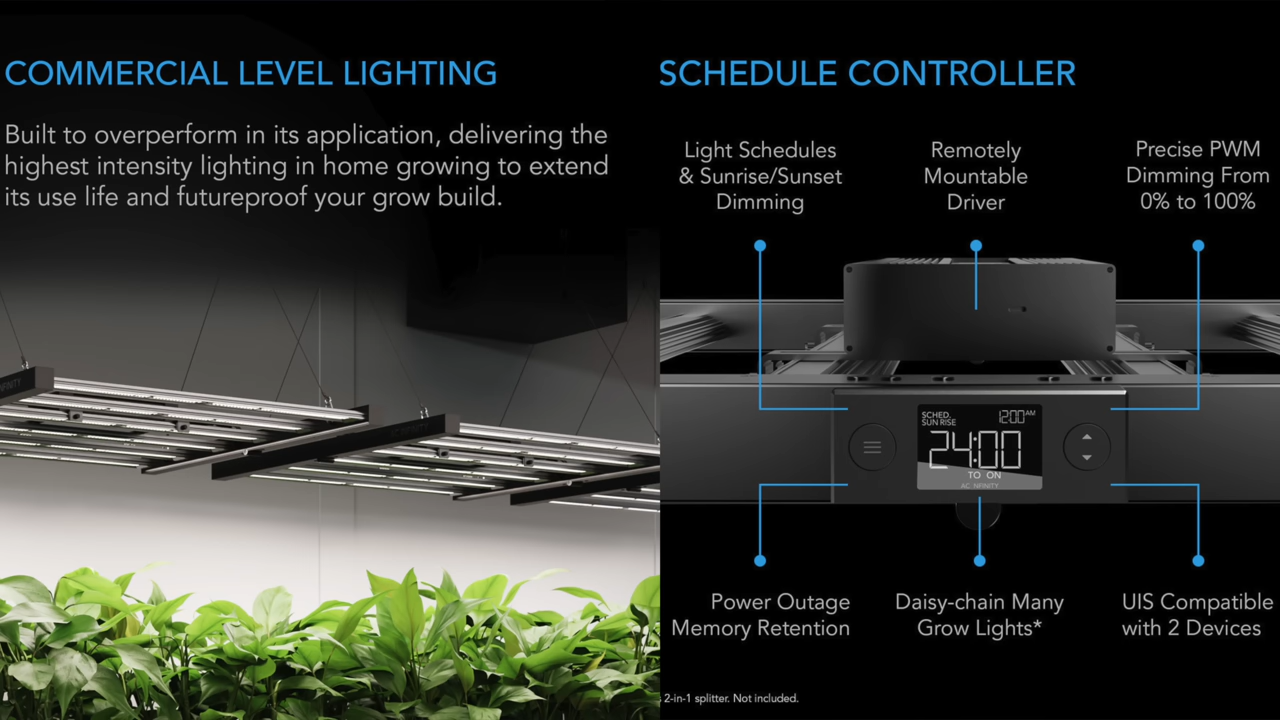 COMMERCIAL LEVEL LIGHTING
Built to overperform in its application, delivering the
highest intensity lighting in home growing to extend
its use life and futureproof your grow build.
SCHEDULE CONTROLLER
Light Schedules
& Sunrise/Sunset
Dimming
Remotely
Mountable
Driver
Precise PWM
Dimming From
0% to 100%
SCHED.
SUN RISE
12:00 AM
24:00
TO ON
AC INFINITY
Power Outage
Memory Retention
Daisy-chain Many
Grow Lights*
UIS Compatible
with 2 Devices
2-in-1 splitter. Not included.